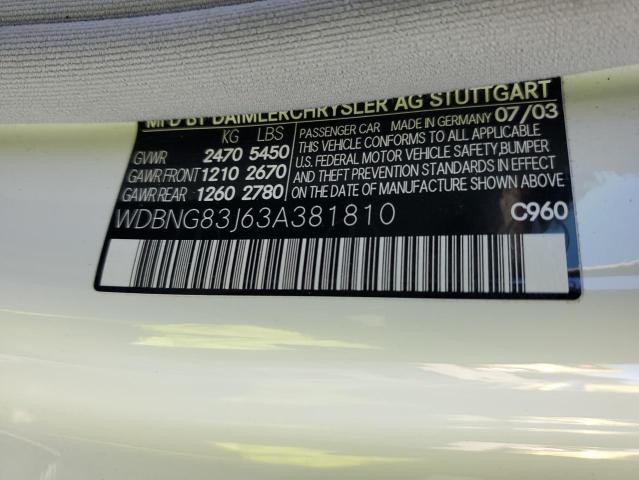 MFD BY DAIMLERCHRYSLER AG STUTTGART
KG LBS PASSENGER CAR MADE IN GERMANY 07/03
GVWR 2470 5450 THIS VEHICLE CONFORMS TO ALL APPLICABLE
GAWR FRONT 1210 2670 U.S. FEDERAL MOTOR VEHICLE SAFETY, BUMPER
GAWR REAR 1260 2780 AND THEFT PREVENTION STANDARDS IN EFFECT
ON THE DATE OF MANUFACTURE SHOWN ABOVE.
WDBNG83J63A381810 C960